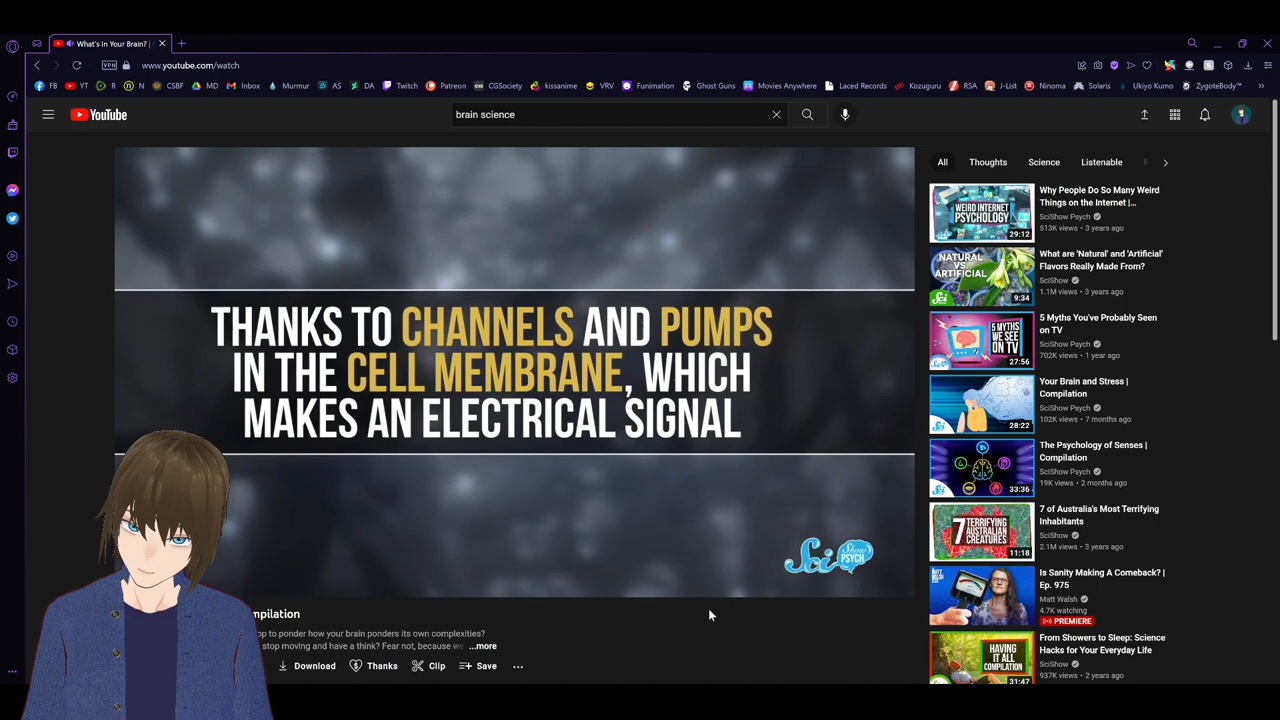 What's In Your Brain? |
www.youtube.com/watch
VPN
FB YT R N CSBF MD Inbox Murmur AS DA Twitch Patreon CGSociety kissanime VRV Funimation Ghost Guns Movies Anywhere Laced Records Kozuguru RSA J-List Ninoma Solaris Ukiyo Kumo ZygoteBody™
YouTube
brain science
THANKS TO CHANNELS AND PUMPS
IN THE CELL MEMBRANE, WHICH
MAKES AN ELECTRICAL SIGNAL
Sci Show
PSYCH
mpilation
op to ponder how your brain ponders its own complexities?
stop moving and have a think? Fear not, because we
...more
Download Thanks Clip Save
All Thoughts Science Listenable
WEIRD INTERNET
PSYCHOLOGY
29:12
Why People Do So Many Weird
Things on the Internet |...
SciShow Psych
513K views • 3 years ago
NATURAL
VS.
ARTIFICIAL
9:34
What are 'Natural' and 'Artificial'
Flavors Really Made From?
SciShow
1.1M views • 3 years ago
5 MYTHS
WE SEE
ON TV
27:56
5 Myths You've Probably Seen
on TV
SciShow Psych
702K views • 1 year ago
28:22
Your Brain and Stress |
Compilation
SciShow Psych
102K views • 7 months ago
33:36
The Psychology of Senses |
Compilation
SciShow Psych
19K views • 2 months ago
7 TERRIFYING
AUSTRALIAN
CREATURES
11:18
7 of Australia's Most Terrifying
Inhabitants
SciShow
2.1M views • 3 years ago
Is Sanity Making A Comeback? |
Ep. 975
Matt Walsh
4.7K watching
PREMIERE
HAVING
IT ALL
COMPILATION
31:47
From Showers to Sleep: Science
Hacks for Your Everyday Life
SciShow
937K views • 2 years ago